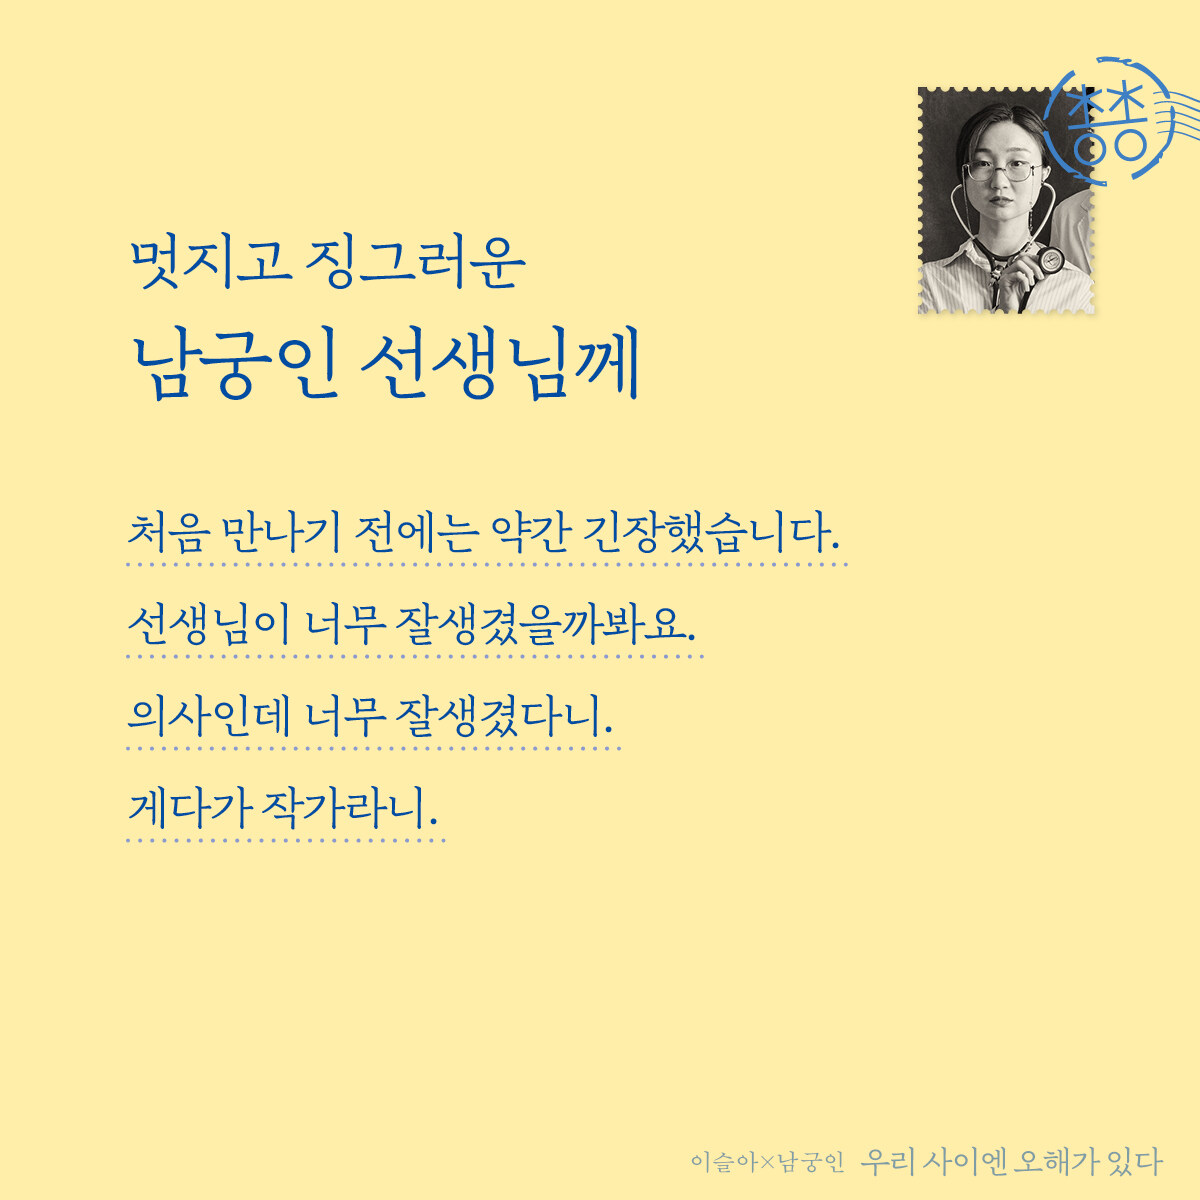 총총
멋지고 징그러운
남궁인 선생님께
처음 만나기 전에는 약간 긴장했습니다.
선생님이 너무 잘생겼을까봐요.
의사인데 너무 잘생겼다니.
게다가 작가라니.
이슬아×남궁인 우리 사이엔 오해가 있다